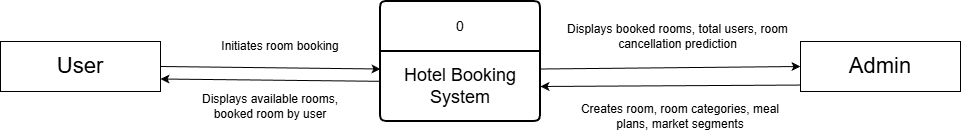 User
Initiates room booking
Displays available rooms,
booked room by user
0
Hotel Booking
System
Displays booked rooms, total users, room
cancellation prediction
Creates room, room categories, meal
plans, market segments
Admin